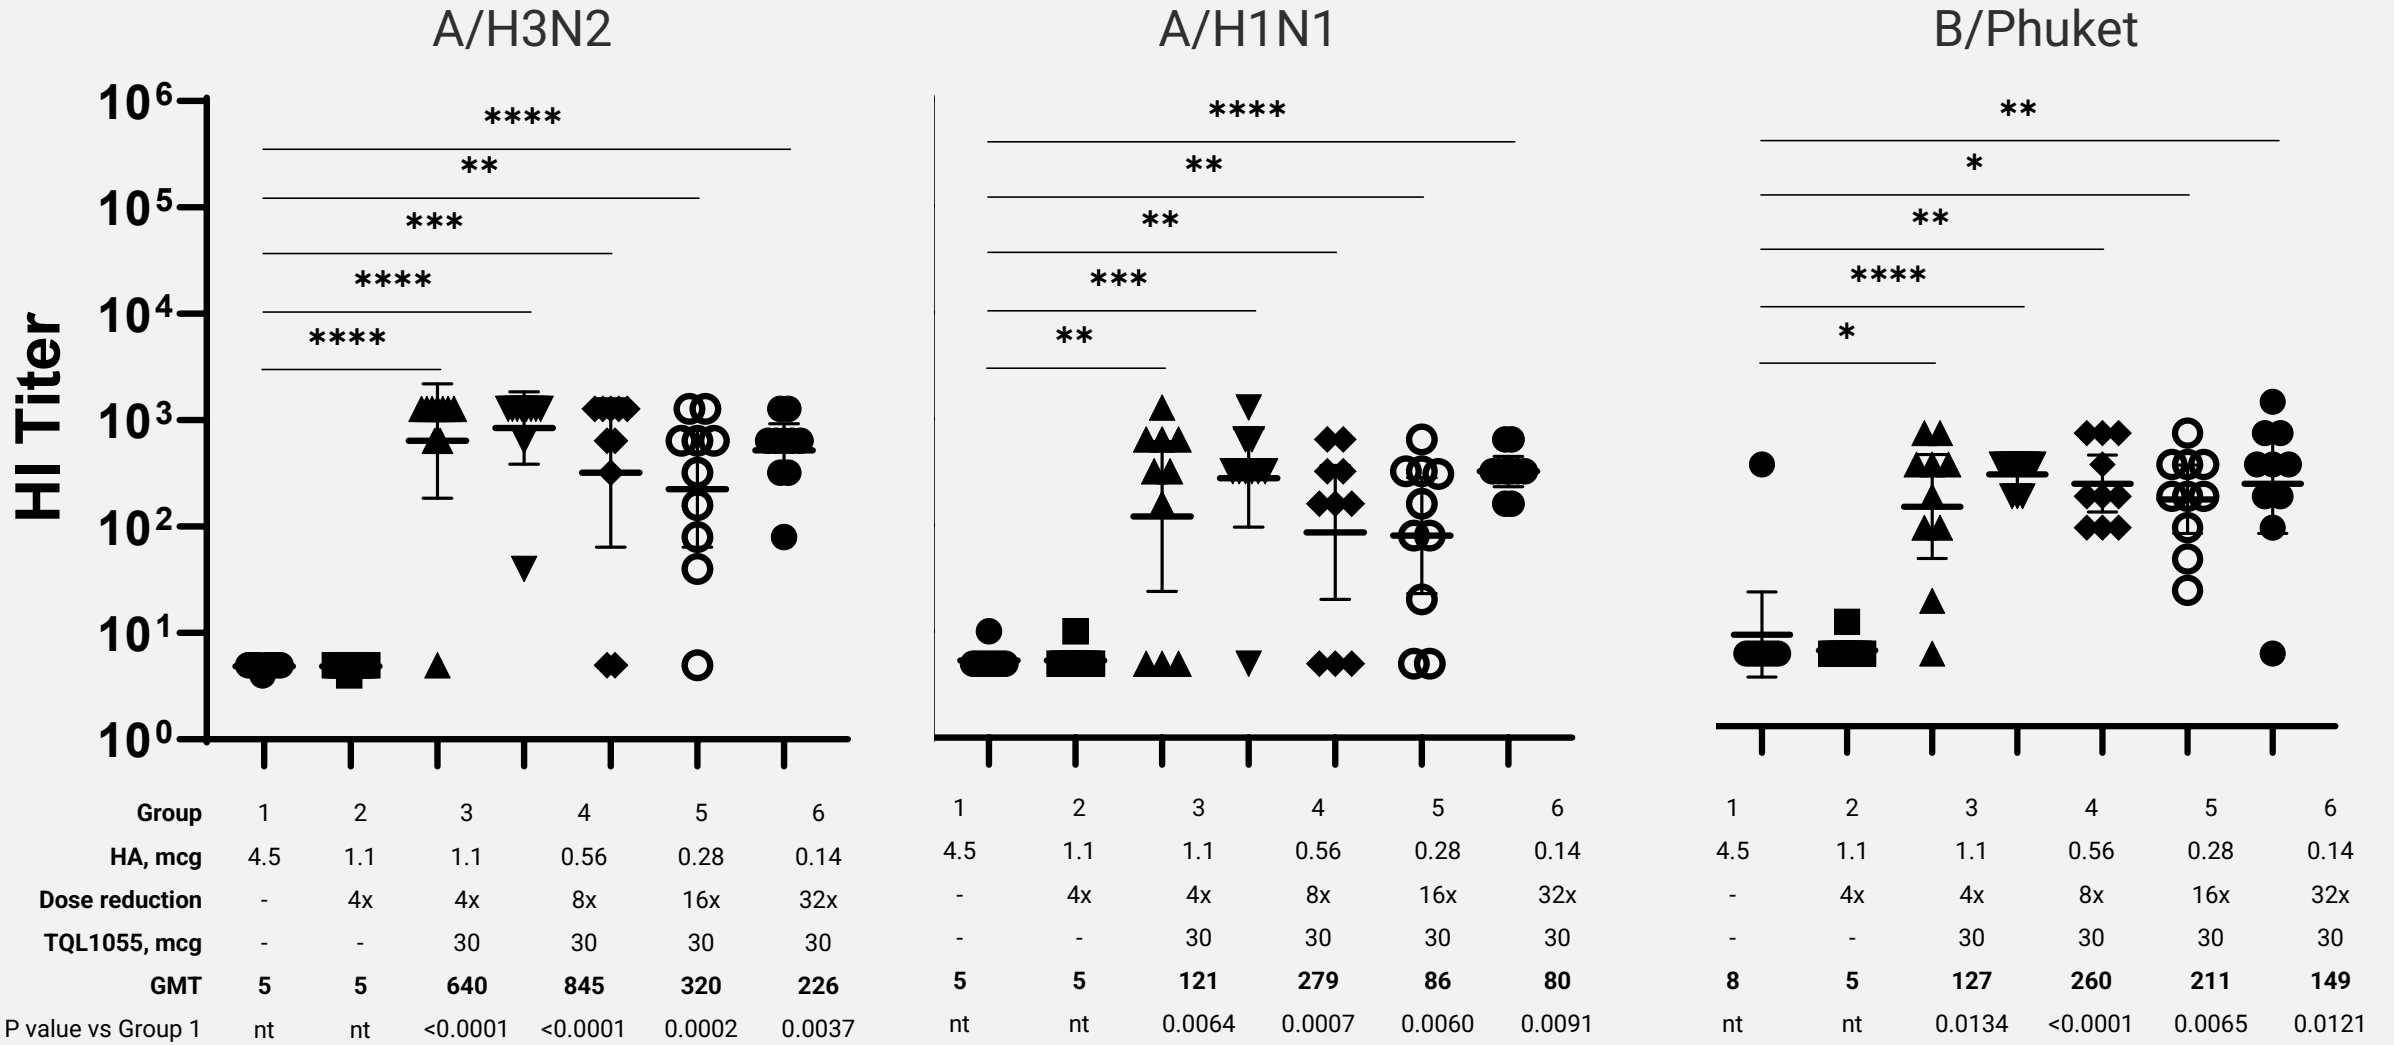 A/H3N2 A/H1N1 B/Phuket
10⁶ **** **** **
** ** *
10⁵ *** ** **
**** *** ****
10⁴ **** ** *
HI Titer
10³
10²
10¹
10⁰
Group 1 2 3 4 5 6 1 2 3 4 5 6 1 2 3 4 5 6
HA, mcg 4.5 1.1 1.1 0.56 0.28 0.14 4.5 1.1 1.1 0.56 0.28 0.14 4.5 1.1 1.1 0.56 0.28 0.14
Dose reduction - 4x 4x 8x 16x 32x - 4x 4x 8x 16x 32x - 4x 4x 8x 16x 32x
TQL1055, mcg - - 30 30 30 30 - - 30 30 30 30 - - 30 30 30 30
GMT 5 5 640 845 320 226 5 5 121 279 86 80 8 5 127 260 211 149
P value vs Group 1 nt nt <0.0001 <0.0001 0.0002 0.0037 nt nt 0.0064 0.0007 0.0060 0.0091 nt nt 0.0134 <0.0001 0.0065 0.0121